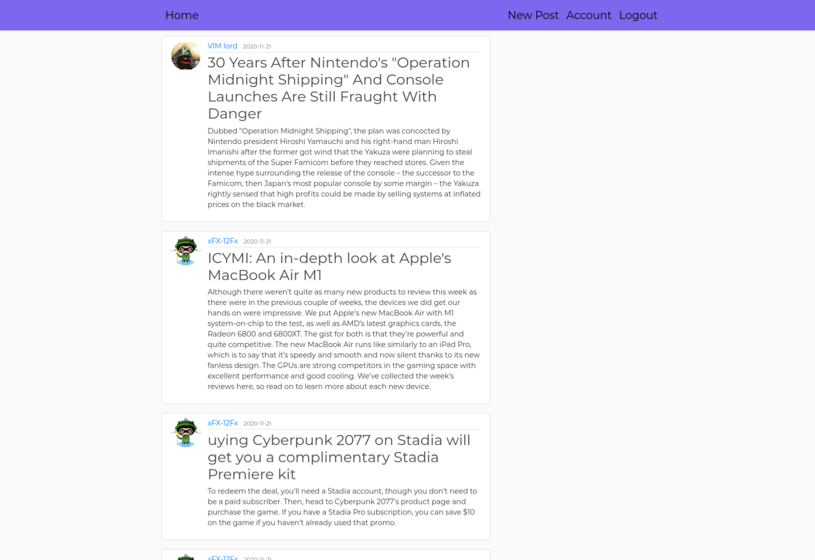 Home New Post Account Logout
VIM lord 2020-11-21
30 Years After Nintendo's "Operation
Midnight Shipping" And Console
Launches Are Still Fraught With
Danger
Dubbed "Operation Midnight Shipping", the plan was concocted by
Nintendo president Hiroshi Yamauchi and his right-hand man Hiroshi
Imanishi after the former got wind that the Yakuza were planning to steal
shipments of the Super Famicom before they reached stores. Given the
intense hype surrounding the release of the console – the successor to the
Famicom, then Japan's most popular console by some margin – the Yakuza
rightly sensed that high profits could be made by selling systems at inflated
prices on the black market.
xFX-12Fx 2020-11-21
ICYMI: An in-depth look at Apple's
MacBook Air M1
Although there weren't quite as many new products to review this week as
there were in the previous couple of weeks, the devices we did get our
hands on were impressive. We put Apple's new MacBook Air with M1
system-on-chip to the test, as well as AMD's latest graphics cards, the
Radeon 6800 and 6800XT. The gist for both is that they're powerful and
quite competitive. The new MacBook Air runs like similarly to an iPad Pro,
which is to say that it's speedy and smooth and now silent thanks to its new
fanless design. The GPUs are strong competitors in the gaming space with
excellent performance and good cooling. We've collected the week's
reviews here, so read on to learn more about each new device.
xFX-12Fx 2020-11-21
uying Cyberpunk 2077 on Stadia will
get you a complimentary Stadia
Premiere kit
To redeem the deal, you'll need a Stadia account, though you don't need to
be a paid subscriber. Then, head to Cyberpunk 2077's product page and
purchase the game. If you have a Stadia Pro subscription, you can save $10
on the game if you haven't already used that promo.
xFX-12Fx 2020-11-21